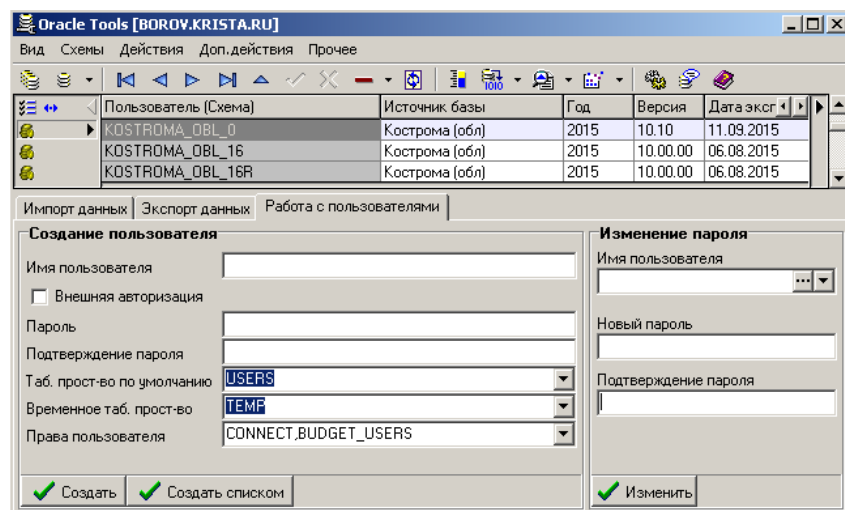 Oracle Tools [BOROV.KRISTA.RU]
Вид Схемы Действия Доп.действия Прочее
Пользователь (Схема) Источник базы Год Версия Дата эксг
KOSTROMA_OBL_0 Кострома (обл) 2015 10.10 11.09.2015
KOSTROMA_OBL_16 Кострома (обл) 2015 10.00.00 06.08.2015
KOSTROMA_OBL_16R Кострома (обл) 2015 10.00.00 06.08.2015
Импорт данных Экспорт данных Работа с пользователями
Создание пользователя
Имя пользователя
Внешняя авторизация
Пароль
Подтверждение пароля
Таб. прост-во по умолчанию USERS
Временное таб. прост-во TEMP
Права пользователя CONNECT,BUDGET_USERS
Создать Создать списком
Изменение пароля
Имя пользователя
Новый пароль
Подтверждение пароля
Изменить